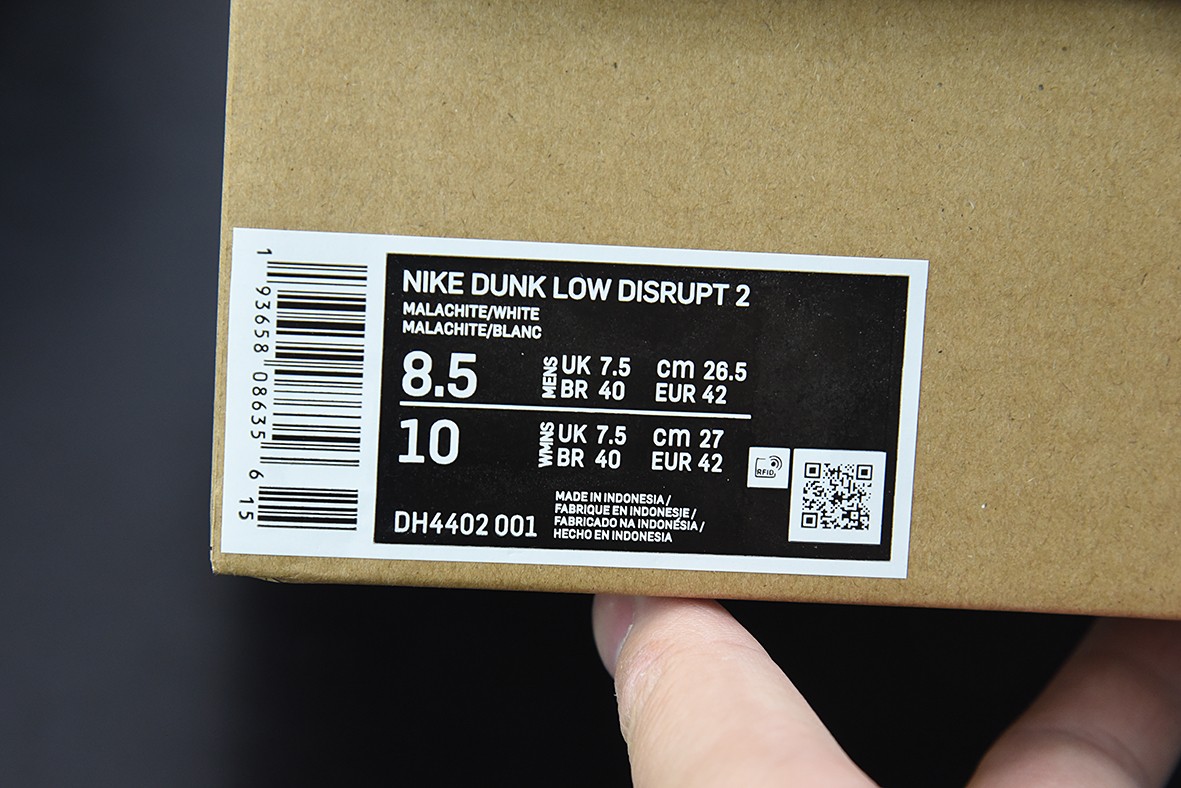 1 93658 08635 6 15
NIKE DUNK LOW DISRUPT 2
MALACHITE/WHITE
MALACHITE/BLANC
8.5 MENS UK 7.5 cm 26.5
BR 40 EUR 42
10 WMNS UK 7.5 cm 27
BR 40 EUR 42
RFID
DH4402 001
MADE IN INDONESIA /
FABRIQUE EN INDONESIE /
FABRICADO NA INDONÉSIA /
HECHO EN INDONESIA